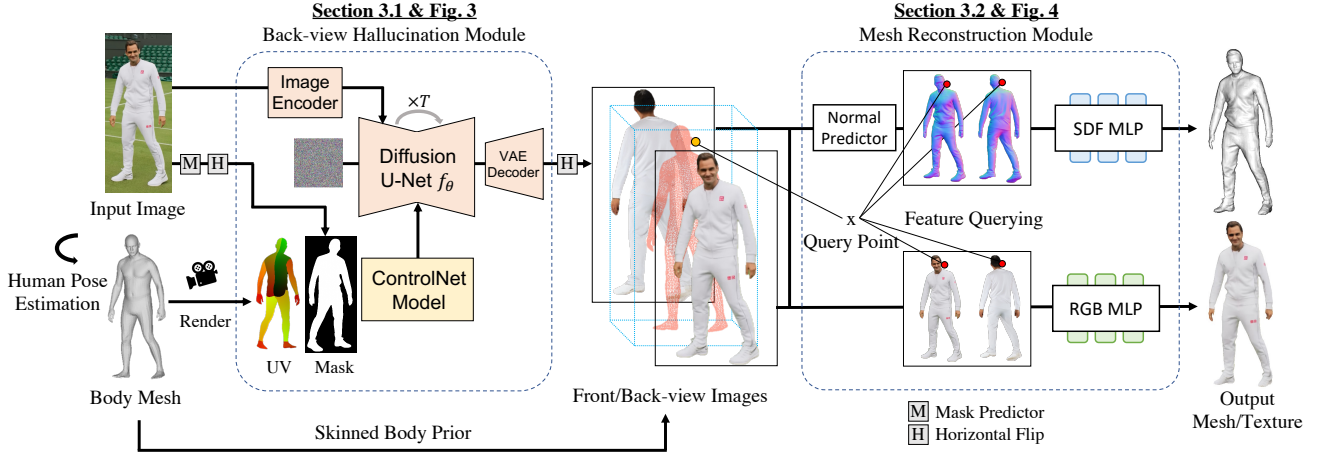 Section 3.1 & Fig. 3
Back-view Hallucination Module
Section 3.2 & Fig. 4
Mesh Reconstruction Module
Image
Encoder
×T
Diffusion
U-Net fθ
VAE
Decoder
H
M
H
Input Image
Human Pose
Estimation
Render
Body Mesh
UV
Mask
ControlNet
Model
Skinned Body Prior
Front/Back-view Images
Normal
Predictor
SDF MLP
x
Query Point
Feature Querying
RGB MLP
M Mask Predictor
H Horizontal Flip
Output
Mesh/Texture